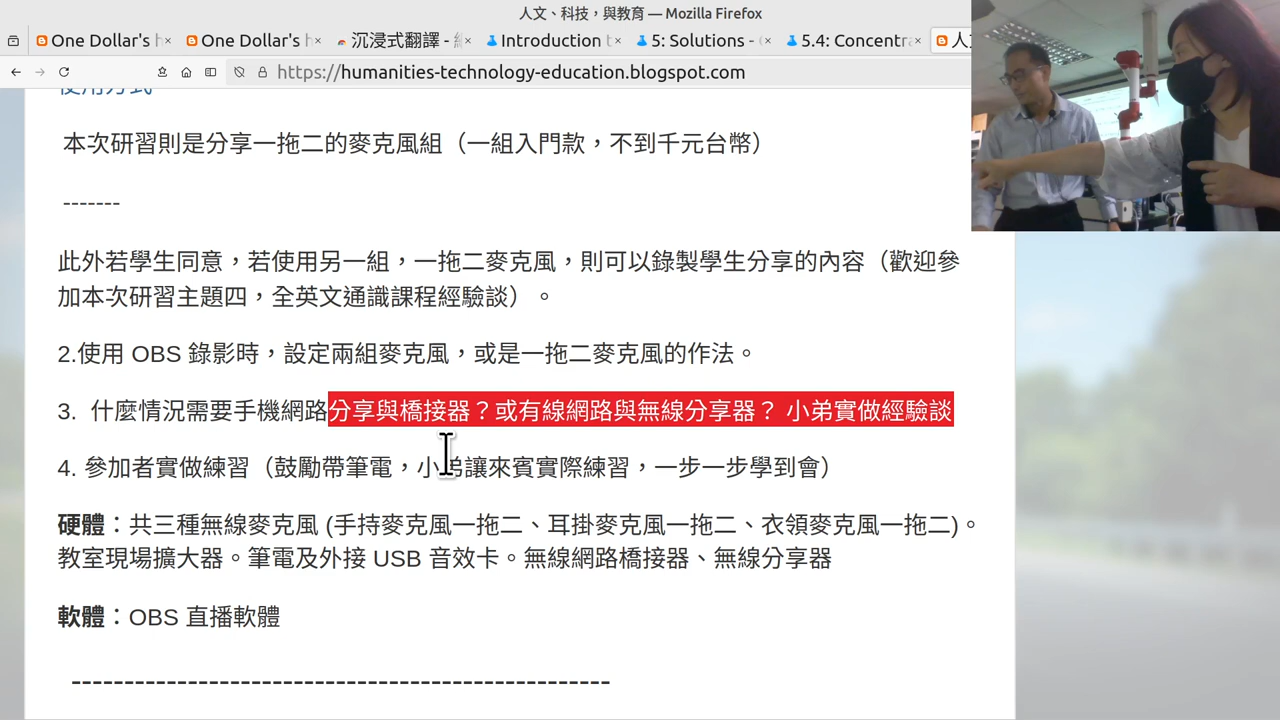 人文、科技，與教育 — Mozilla Firefox
One Dollar's h
One Dollar's h
沉浸式翻譯 -
Introduction t
5: Solutions -
5.4: Concentra
人
https://humanities-technology-education.blogspot.com
使用方式
本次研習則是分享一拖二的麥克風組（一組入門款，不到千元台幣）
-------
此外若學生同意，若使用另一組，一拖二麥克風，則可以錄製學生分享的內容（歡迎參
加本次研習主題四，全英文通識課程經驗談）。
2.使用 OBS 錄影時，設定兩組麥克風，或是一拖二麥克風的作法。
3. 什麼情況需要手機網路分享與橋接器？或有線網路與無線分享器？ 小弟實做經驗談
4. 參加者實做練習（鼓勵帶筆電，小弟讓來賓實際練習，一步一步學到會）
硬體：共三種無線麥克風 (手持麥克風一拖二、耳掛麥克風一拖二、衣領麥克風一拖二)。
教室現場擴大器。筆電及外接 USB 音效卡。無線網路橋接器、無線分享器
軟體：OBS 直播軟體
---------------------------------------------------